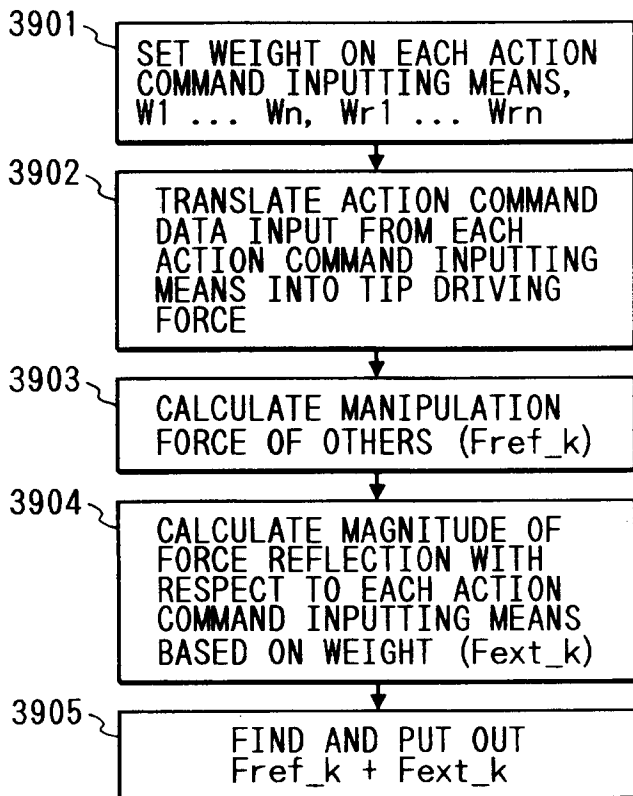 3901
SET WEIGHT ON EACH ACTION
COMMAND INPUTTING MEANS,
W1 ... Wn, Wr1 ... Wrn
3902
TRANSLATE ACTION COMMAND
DATA INPUT FROM EACH
ACTION COMMAND INPUTTING
MEANS INTO TIP DRIVING
FORCE
3903
CALCULATE MANIPULATION
FORCE OF OTHERS (Fref_k)
3904
CALCULATE MAGNITUDE OF
FORCE REFLECTION WITH
RESPECT TO EACH ACTION
COMMAND INPUTTING MEANS
BASED ON WEIGHT (Fext_k)
3905
FIND AND PUT OUT
Fref_k + Fext_k